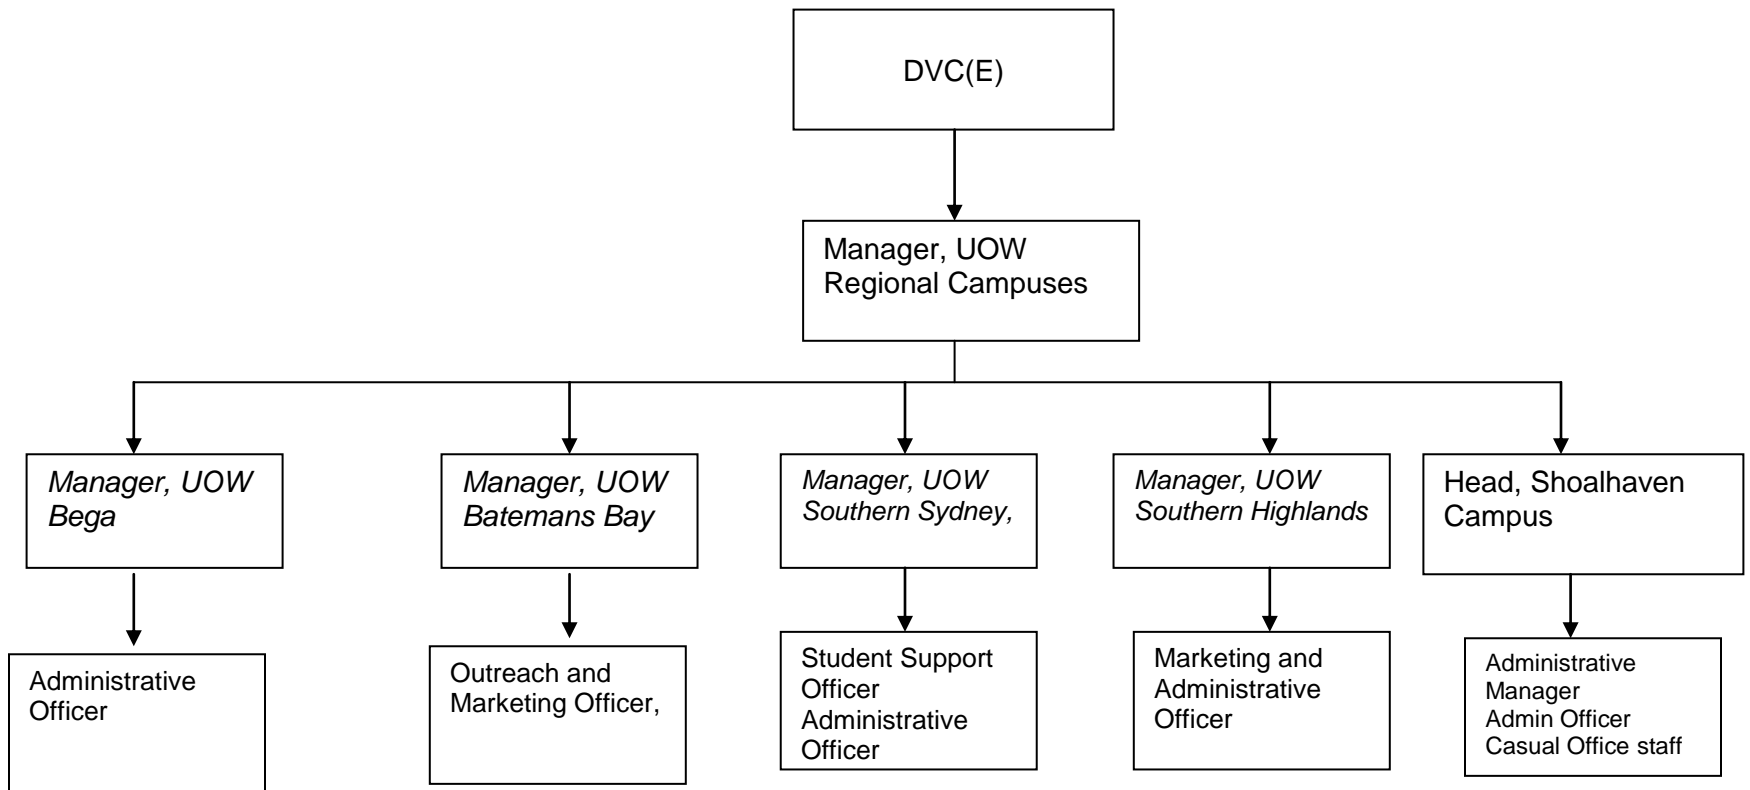 DVC(E)
Manager, UOW
Regional Campuses
Manager, UOW
Bega
Manager, UOW
Batemans Bay
Manager, UOW
Southern Sydney,
Manager, UOW
Southern Highlands
Head, Shoalhaven
Campus
Administrative
Officer
Outreach and
Marketing Officer,
Student Support
Officer
Administrative
Officer
Marketing and
Administrative
Officer
Administrative
Manager
Admin Officer
Casual Office staff